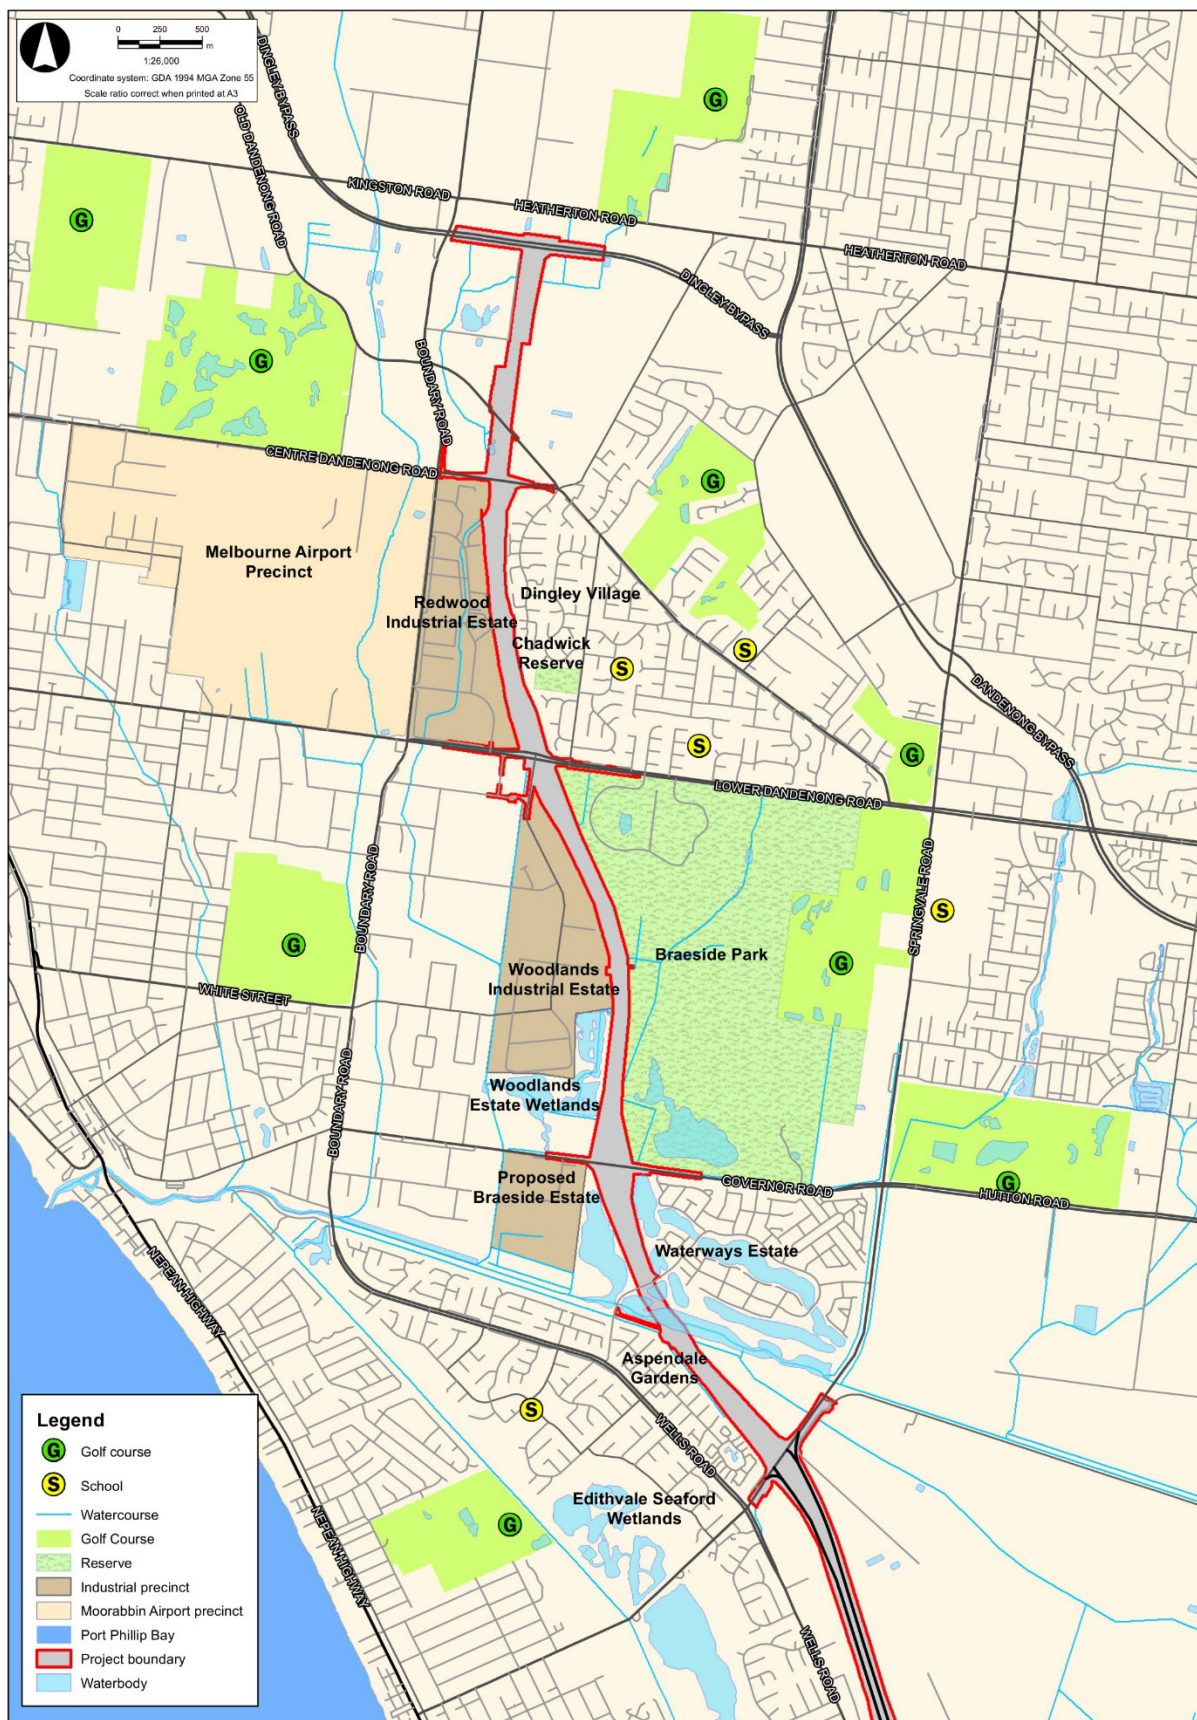 0 250 500
m
1:26,000
Coordinate system: GDA 1994 MGA Zone 55
Scale ratio correct when printed at A3
DINGLEY BYPASS
OLD DANDENONG ROAD
G
KINGSTON ROAD
HEATHERTON ROAD
G
HEATHERTON ROAD
DINGLEY BYPASS
G
BOUNDARY ROAD
CENTRE DANDENONG ROAD
G
Melbourne Airport
Precinct
Redwood
Industrial Estate
Dingley Village
Chadwick
Reserve
S
S
S
DANDENONG BYPASS
G
LOWER DANDENONG ROAD
BOUNDARY ROAD
SPRINGVALE ROAD
S
G
Braeside Park
G
WHITE STREET
Woodlands
Industrial Estate
BOUNDARY ROAD
Woodlands
Estate Wetlands
Proposed
Braeside Estate
GOVERNOR ROAD
G
HUTTON ROAD
Waterways Estate
NEPEAN HIGHWAY
Aspendale
Gardens
S
WELLS ROAD
Edithvale Seaford
Wetlands
G
NEPEAN HIGHWAY
WELLS ROAD
Legend
G Golf course
S School
Watercourse
Golf Course
Reserve
Industrial precinct
Moorabbin Airport precinct
Port Phillip Bay
Project boundary
Waterbody